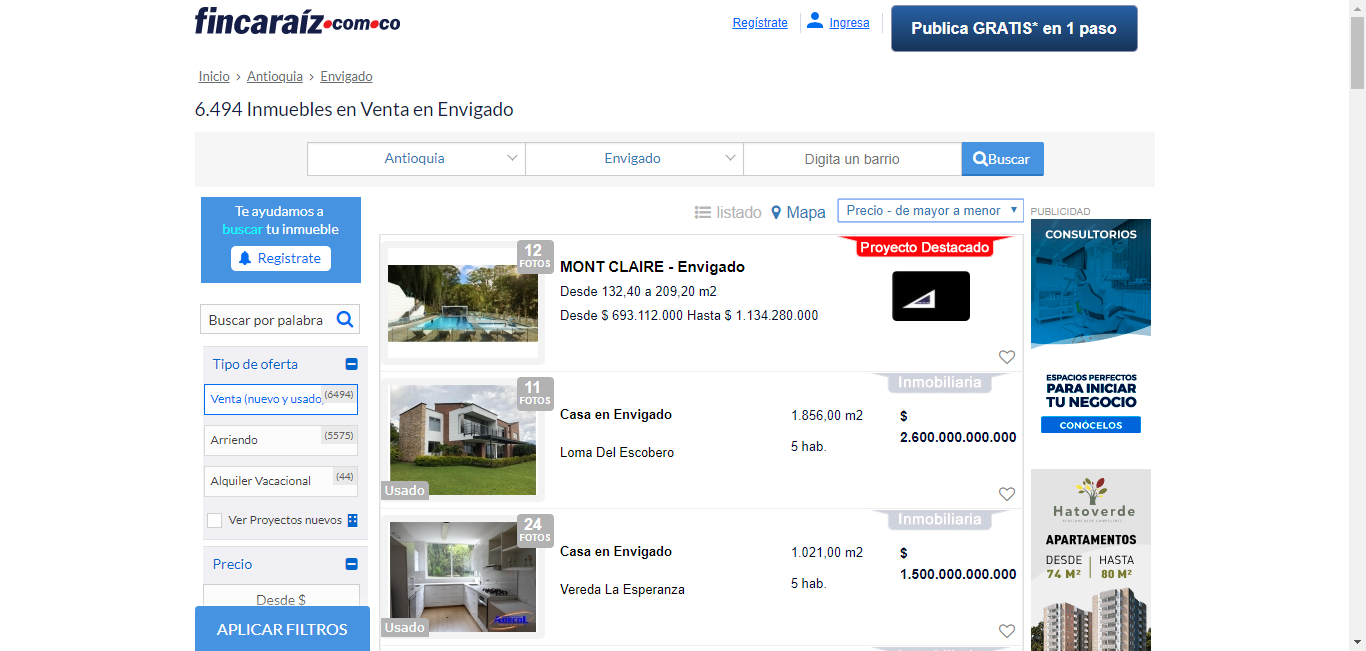 fincaraíz.com.co
Regístrate
Ingresa
Publica GRATIS* en 1 paso
Inicio › Antioquia › Envigado
6.494 Inmuebles en Venta en Envigado
Antioquia
Envigado
Digita un barrio
Buscar
Te ayudamos a
buscar tu inmueble
Registrate
Buscar por palabra
Tipo de oferta
Venta (nuevo y usado) (6494)
Arriendo (5575)
Alquiler Vacacional (44)
Ver Proyectos nuevos
Precio
Desde $
APLICAR FILTROS
listado
Mapa
Precio - de mayor a menor
12
FOTOS
MONT CLAIRE - Envigado
Desde 132,40 a 209,20 m2
Desde $ 693.112.000 Hasta $ 1.134.280.000
Proyecto Destacado
11
FOTOS
Usado
Casa en Envigado
Loma Del Escobero
1.856,00 m2
5 hab.
Inmobiliaria
$
2.600.000.000.000
24
FOTOS
Usado
Casa en Envigado
Vereda La Esperanza
1.021,00 m2
5 hab.
Inmobiliaria
$
1.500.000.000.000
PUBLICIDAD
CONSULTORIOS
ESPACIOS PERFECTOS
PARA INICIAR
TU NEGOCIO
CONÓCELOS
Hatoverde
APARTAMENTOS
DESDE
74 M²
HASTA
80 M²